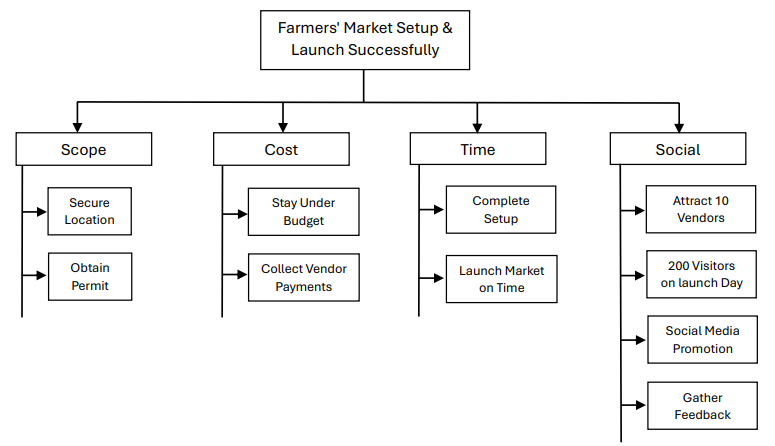 Farmers' Market Setup &
Launch Successfully
Scope
Cost
Time
Social
Secure
Location
Obtain
Permit
Stay Under
Budget
Collect Vendor
Payments
Complete
Setup
Launch Market
on Time
Attract 10
Vendors
200 Visitors
on launch Day
Social Media
Promotion
Gather
Feedback